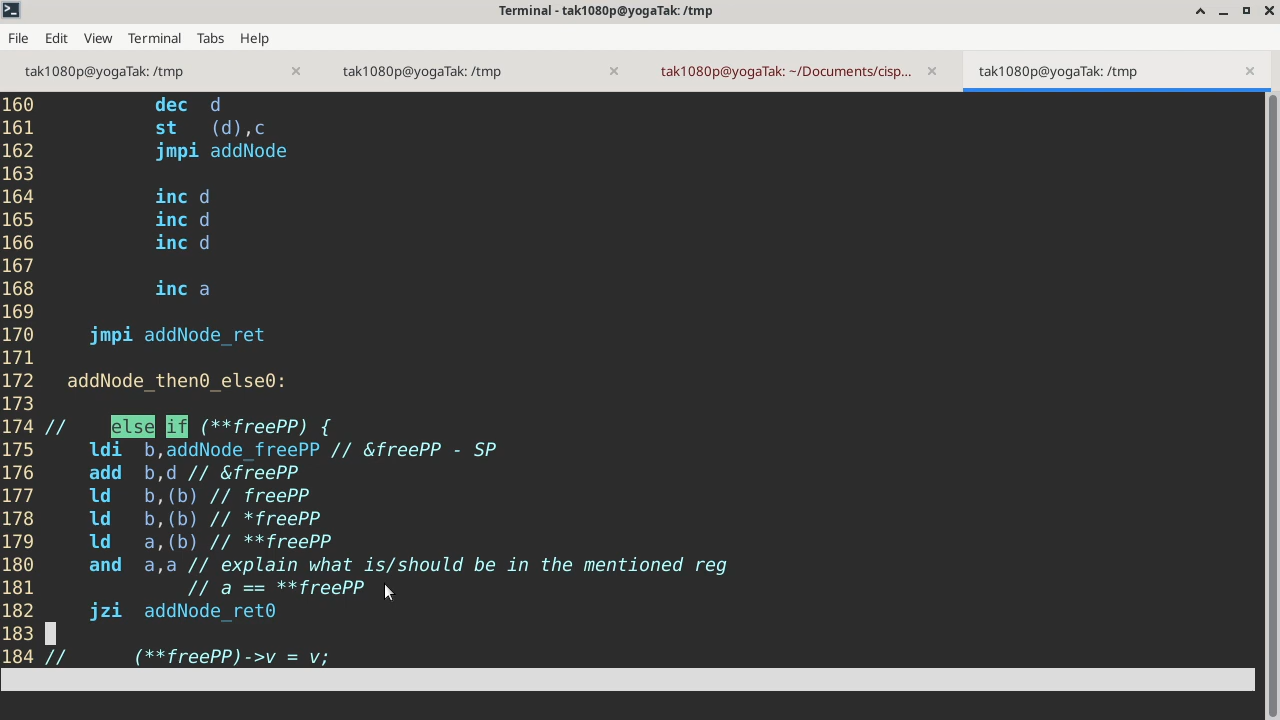 Terminal - tak1080p@yogaTak: /tmp
File Edit View Terminal Tabs Help
tak1080p@yogaTak: /tmp tak1080p@yogaTak: /tmp tak1080p@yogaTak: ~/Documents/cisp... tak1080p@yogaTak: /tmp
160 dec d
161 st (d),c
162 jmpi addNode
163
164 inc d
165 inc d
166 inc d
167
168 inc a
169
170 jmpi addNode_ret
171
172 addNode_then0_else0:
173
174 // else if (**freePP) {
175 ldi b,addNode_freePP // &freePP - SP
176 add b,d // &freePP
177 ld b,(b) // freePP
178 ld b,(b) // *freePP
179 ld a,(b) // **freePP
180 and a,a // explain what is/should be in the mentioned reg
181 // a == **freePP
182 jzi addNode_ret0
183
184 // (**freePP)->v = v;